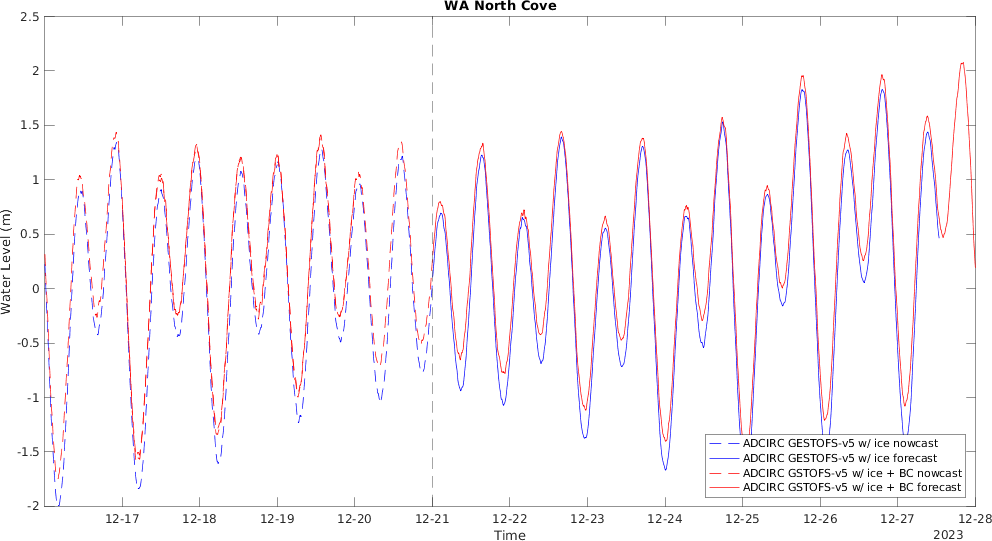 WA North Cove
2.5
2
1.5
1
0.5
0
-0.5
-1
-1.5
-2
Water Level (m)
ADCIRC GESTOFS-v5 w/ ice nowcast
ADCIRC GESTOFS-v5 w/ ice forecast
ADCIRC GSTOFS-v5 w/ ice + BC nowcast
ADCIRC GSTOFS-v5 w/ ice + BC forecast
12-17 12-18 12-19 12-20 12-21 12-22 12-23 12-24 12-25 12-26 12-27 12-28
Time
2023